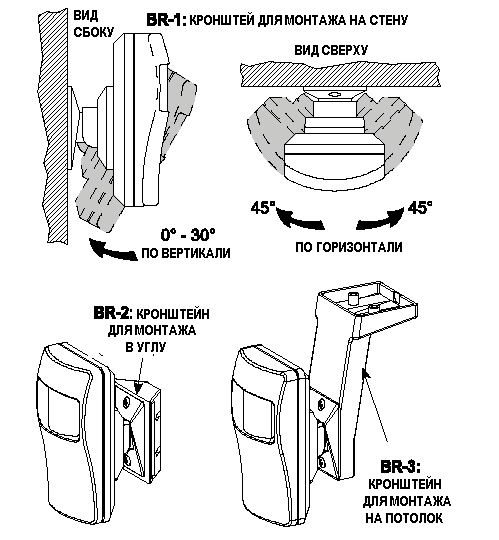 ВИД
СБОКУ
BR-1: КРОНШТЕЙ ДЛЯ МОНТАЖА НА СТЕНУ
ВИД СВЕРХУ
45° 45°
0° - 30°
ПО ВЕРТИКАЛИ
ПО ГОРИЗОНТАЛИ
BR-2: КРОНШТЕЙН
ДЛЯ МОНТАЖА
В УГЛУ
BR-3:
КРОНШТЕЙН
ДЛЯ МОНТАЖА
НА ПОТОЛОК